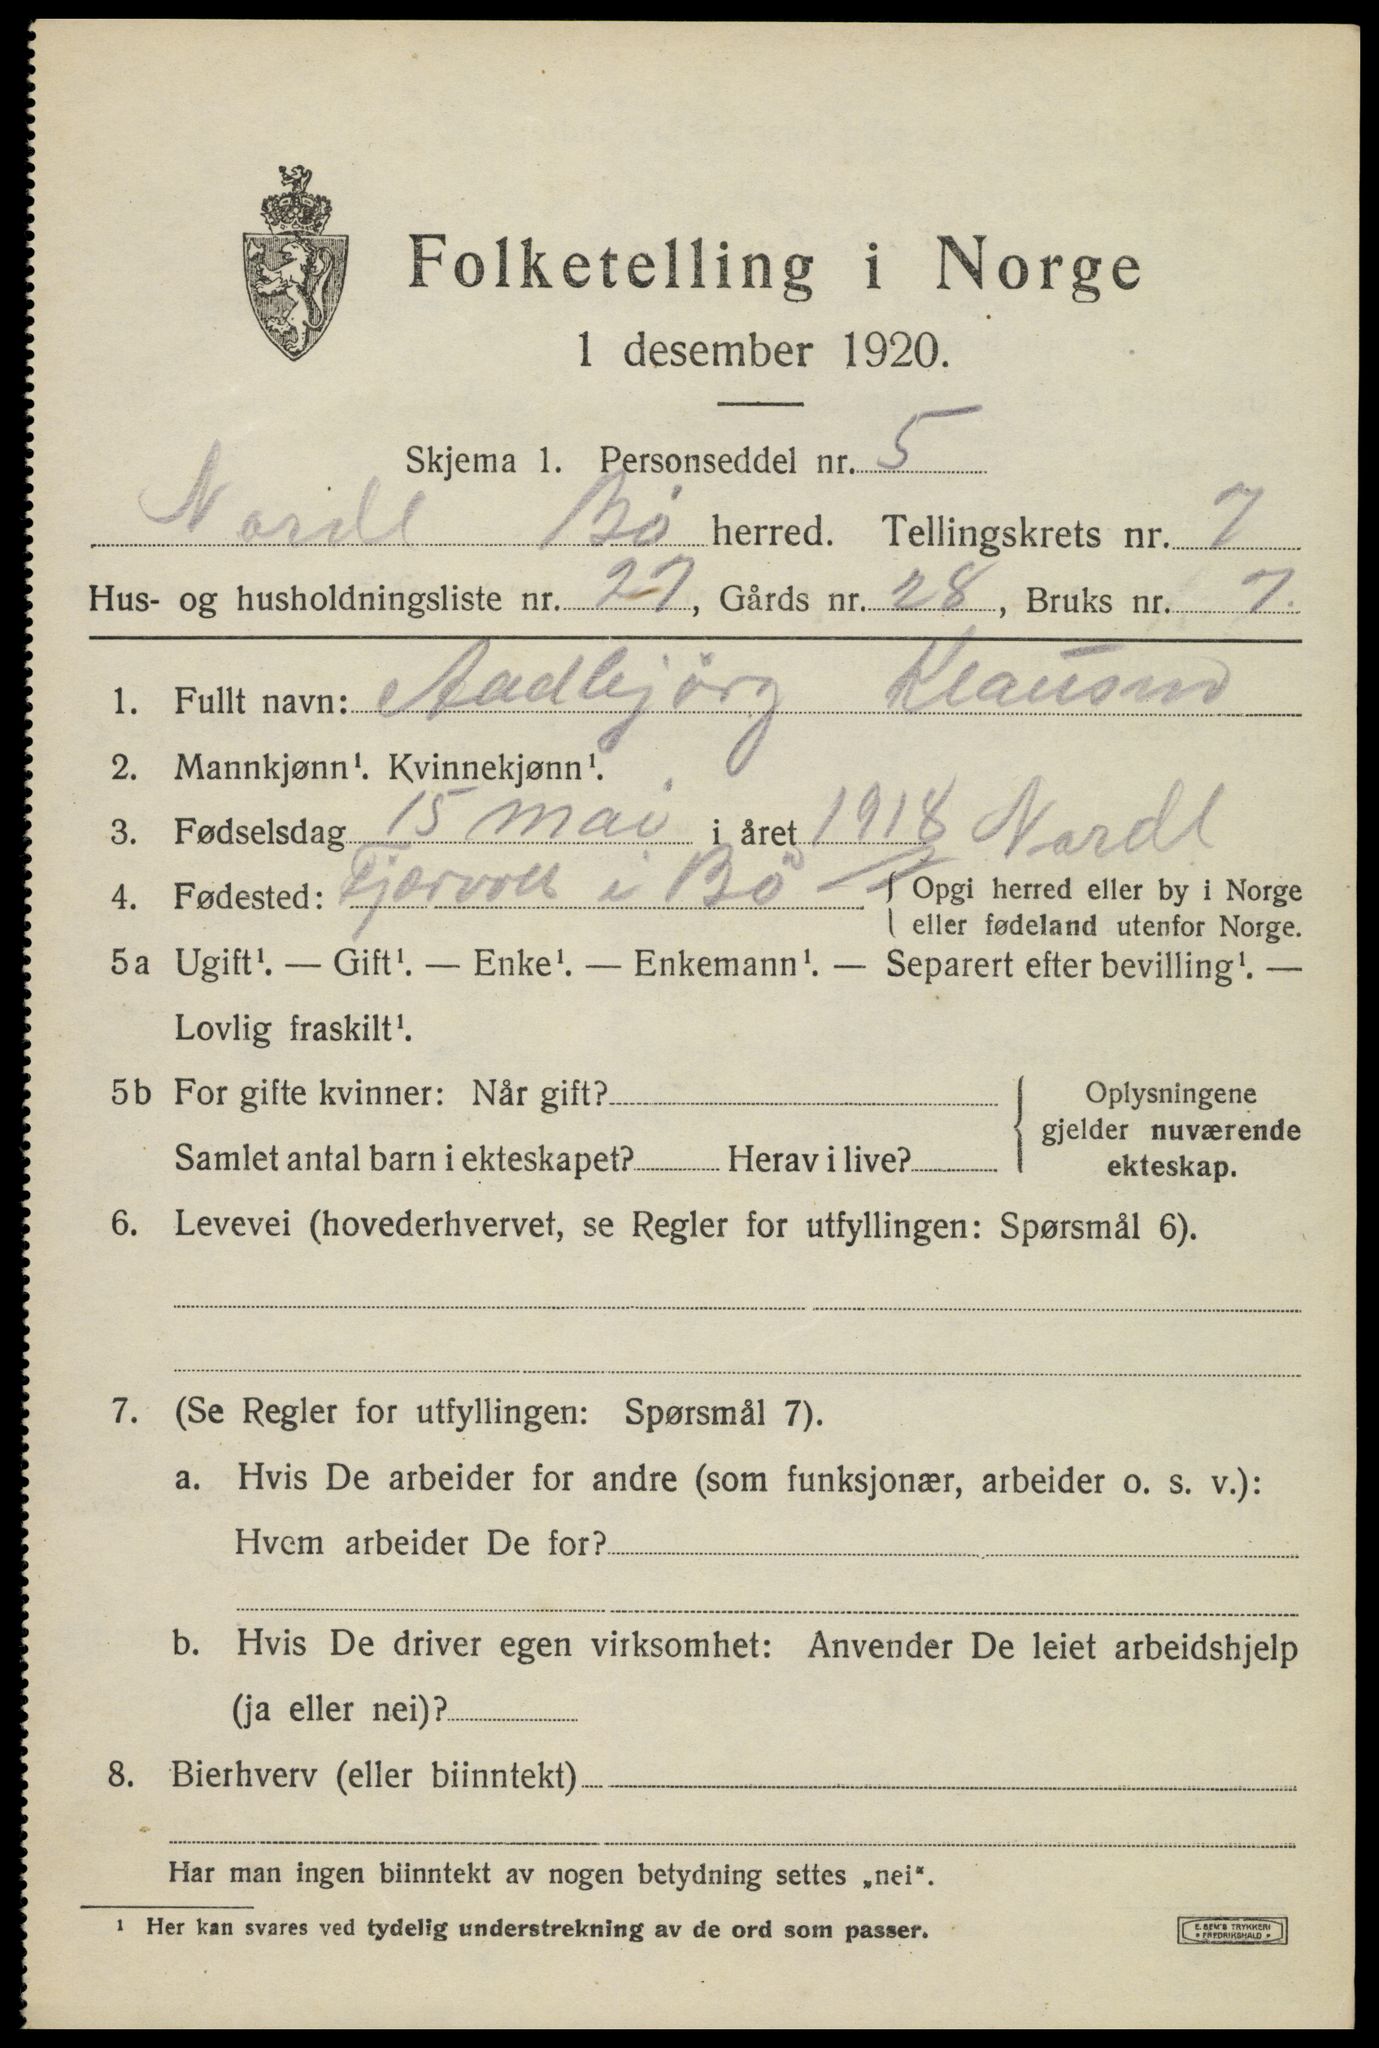 Folketelling i Norge
1 desember 1920.
Skjema 1. Personseddel nr. 5
Nordl Bö herred. Tellingskrets nr. 7
Hus- og husholdningsliste nr. 27, Gårds nr. 28, Bruks nr. 7.
1. Fullt navn: Aadbjörg Klausen
2. Mannkjønn¹. Kvinnekjønn¹.
3. Fødselsdag 15 mai i året 1918 Nordl
4. Fødested: Fjærvoll i Bö { Opgi herred eller by i Norge
eller fødeland utenfor Norge.
5a Ugift¹. — Gift¹. — Enke¹. — Enkemann¹. — Separert efter bevilling¹. —
Lovlig fraskilt¹.
5b For gifte kvinner: Når gift?
Samlet antal barn i ekteskapet? Herav i live?
Oplysningene
gjelder nuværende
ekteskap.
6. Levevei (hovederhvervet, se Regler for utfyllingen: Spørsmål 6).
7. (Se Regler for utfyllingen: Spørsmål 7).
a. Hvis De arbeider for andre (som funksjonær, arbeider o. s. v.):
Hvem arbeider De for?
b. Hvis De driver egen virksomhet: Anvender De leiet arbeidshjelp
(ja eller nei)?
8. Bierhverv (eller biinntekt)
Har man ingen biinntekt av nogen betydning settes „nei".
¹ Her kan svares ved tydelig understrekning av de ord som passer.
E. SEM'S TRYKKERI
• FREDRIKSHALD •